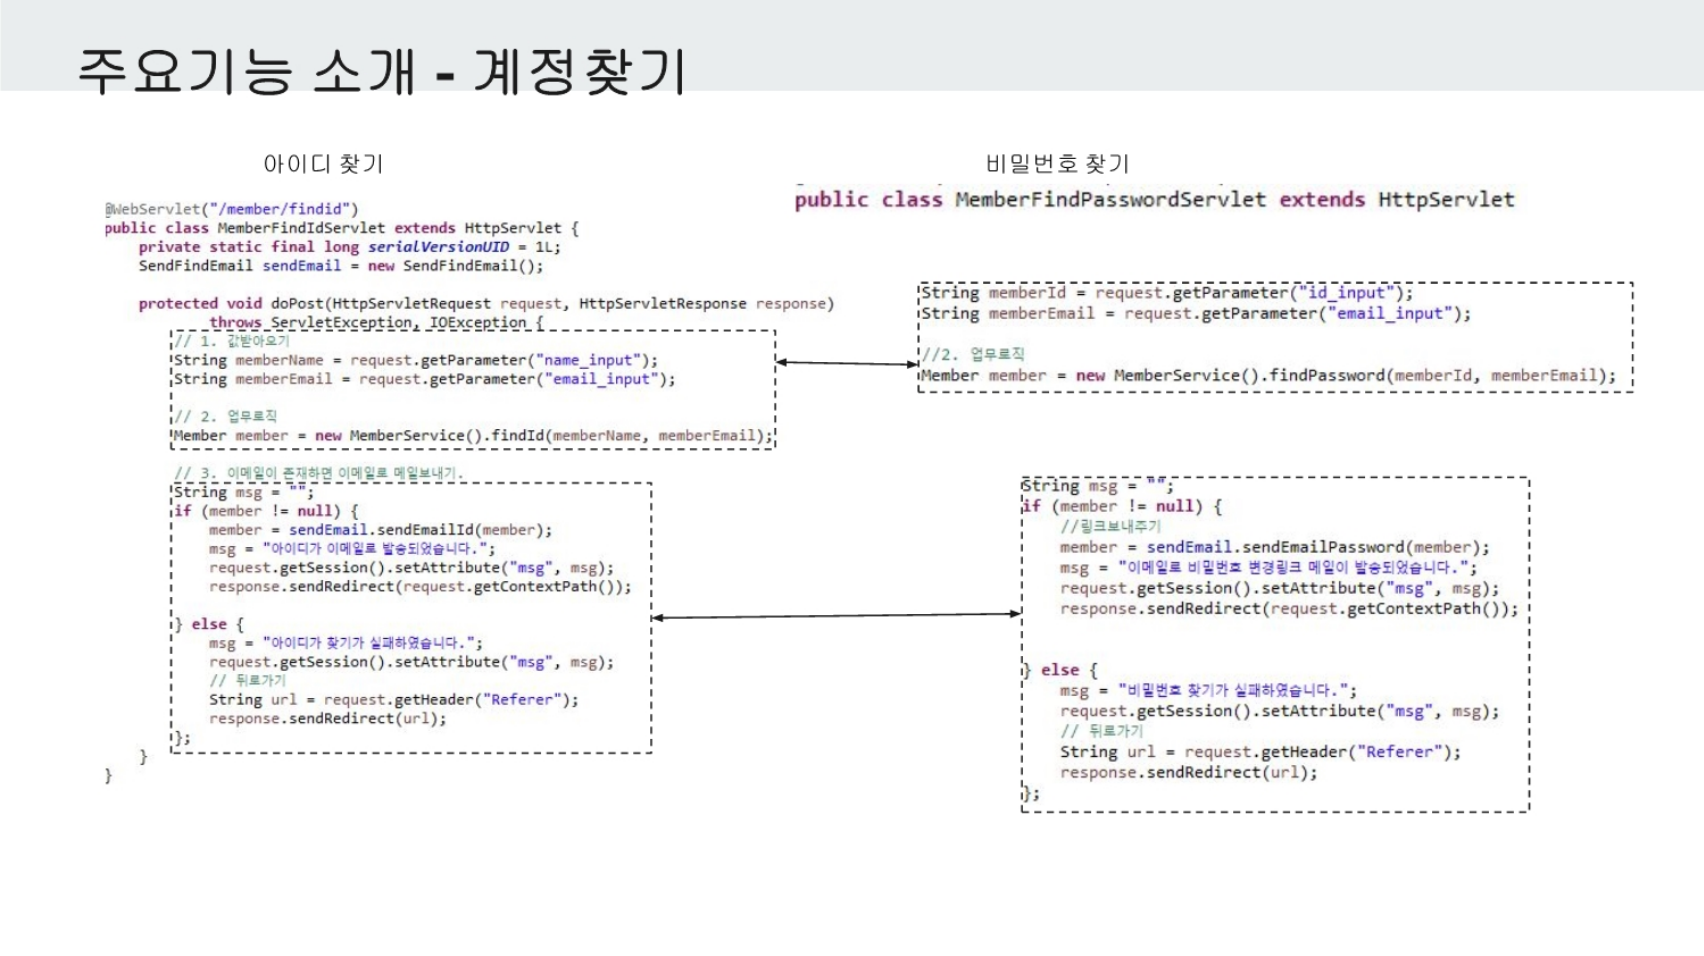 주요기능 소개 - 계정찾기
아이디 찾기
@WebServlet("/member/findid")
public class MemberFindIdServlet extends HttpServlet {
private static final long serialVersionUID = 1L;
SendFindEmail sendEmail = new SendFindEmail();
protected void doPost(HttpServletRequest request, HttpServletResponse response)
throws ServletException, IOException {
// 1. 값받아오기
String memberName = request.getParameter("name_input");
String memberEmail = request.getParameter("email_input");
// 2. 업무로직
Member member = new MemberService().findId(memberName, memberEmail);
// 3. 이메일이 존재하면 이메일로 메일보내기.
String msg = "";
if (member != null) {
member = sendEmail.sendEmailId(member);
msg = "아이디가 이메일로 발송되었습니다.";
request.getSession().setAttribute("msg", msg);
response.sendRedirect(request.getContextPath());
} else {
msg = "아이디가 찾기가 실패하였습니다.";
request.getSession().setAttribute("msg", msg);
// 뒤로가기
String url = request.getHeader("Referer");
response.sendRedirect(url);
};
}
}
비밀번호 찾기
public class MemberFindPasswordServlet extends HttpServlet
String memberId = request.getParameter("id_input");
String memberEmail = request.getParameter("email_input");
//2. 업무로직
Member member = new MemberService().findPassword(memberId, memberEmail);
String msg = "";
if (member != null) {
//링크보내주기
member = sendEmail.sendEmailPassword(member);
msg = "이메일로 비밀번호 변경링크 메일이 발송되었습니다.";
request.getSession().setAttribute("msg", msg);
response.sendRedirect(request.getContextPath());
} else {
msg = "비밀번호 찾기가 실패하였습니다.";
request.getSession().setAttribute("msg", msg);
// 뒤로가기
String url = request.getHeader("Referer");
response.sendRedirect(url);
};